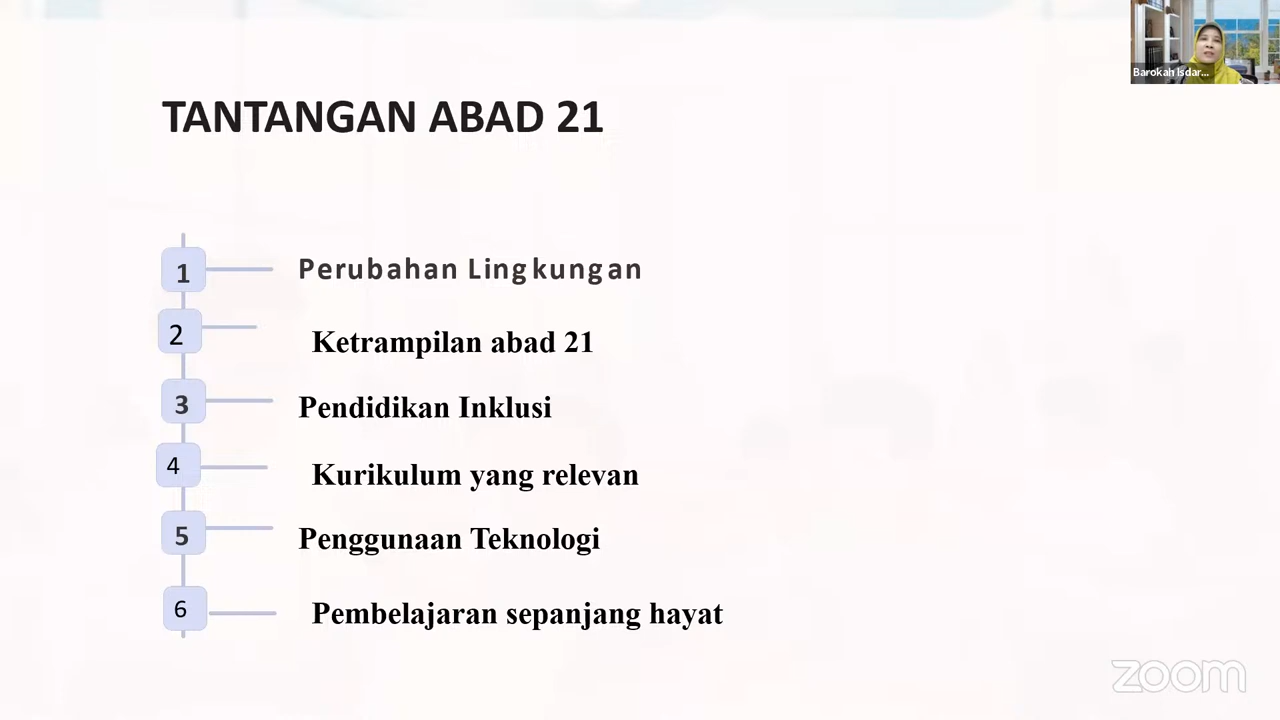 Barokah Isdar...
TANTANGAN ABAD 21
1 Perubahan Lingkungan
2 Ketrampilan abad 21
3 Pendidikan Inklusi
4 Kurikulum yang relevan
5 Penggunaan Teknologi
6 Pembelajaran sepanjang hayat
zoom